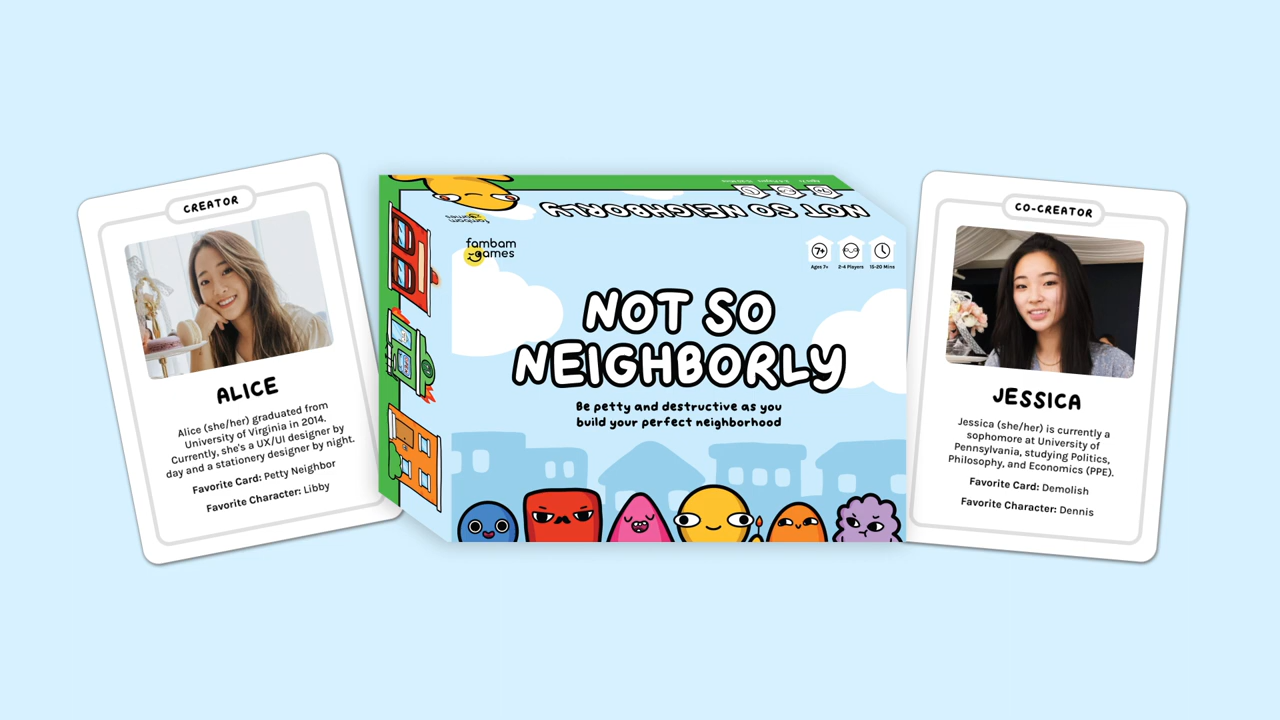 CREATOR
ALICE
Alice (she/her) graduated from
University of Virginia in 2014.
Currently, she's a UX/UI designer by
day and a stationery designer by night.
Favorite Card: Petty Neighbor
Favorite Character: Libby
NOT SO NEIGHBORLY
fambam
games
fambam
games
7+
Ages 7+
2-4 Players
15-20 Mins
NOT SO
NEIGHBORLY
Be petty and destructive as you
build your perfect neighborhood
CO-CREATOR
JESSICA
Jessica (she/her) is currently a
sophomore at University of
Pennsylvania, studying Politics,
Philosophy, and Economics (PPE).
Favorite Card: Demolish
Favorite Character: Dennis